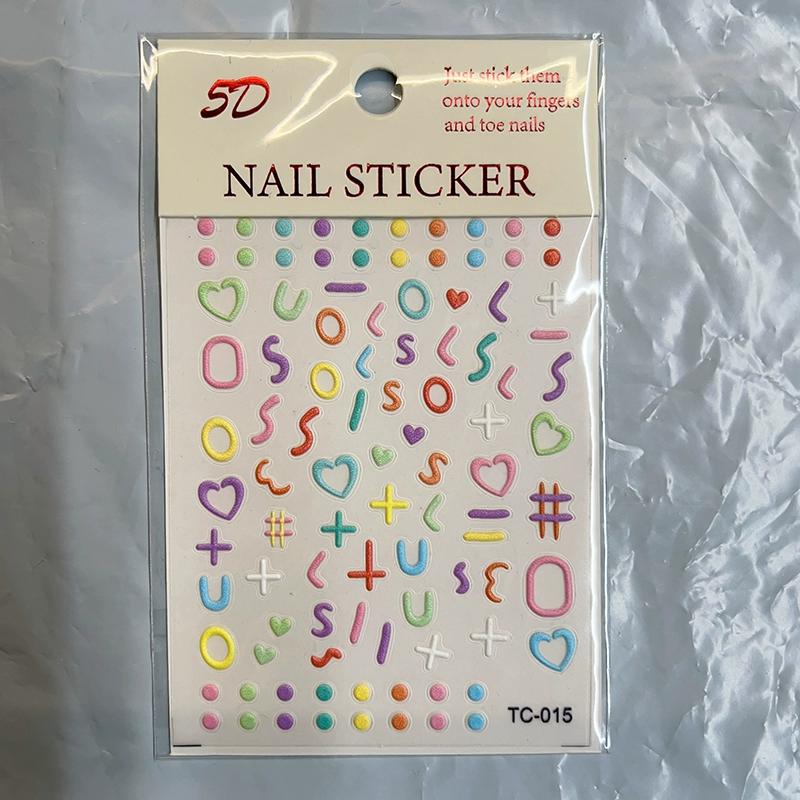 5D
Just stick them
onto your fingers
and toe nails
NAIL STICKER
TC-015